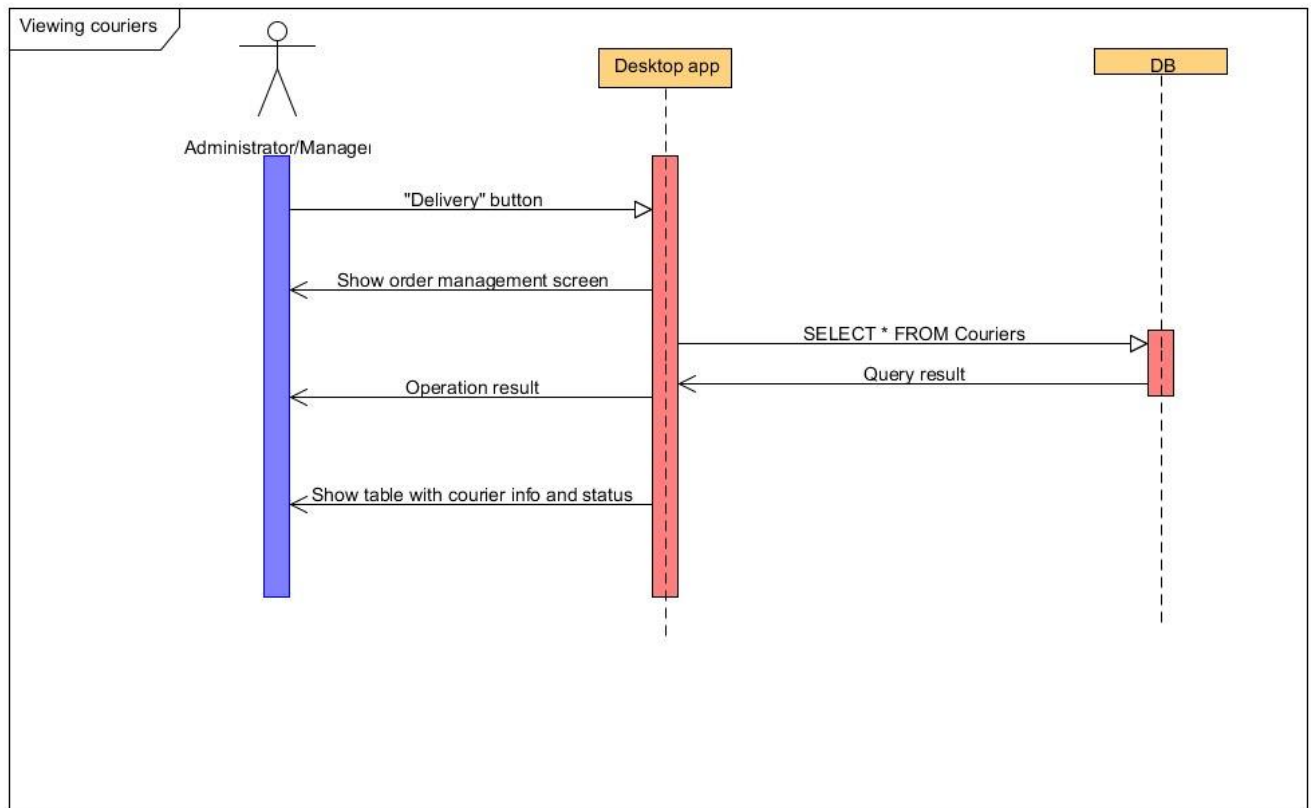 Viewing couriers
Desktop app
DB
Administrator/Manager
"Delivery" button
Show order management screen
SELECT * FROM Couriers
Query result
Operation result
Show table with courier info and status